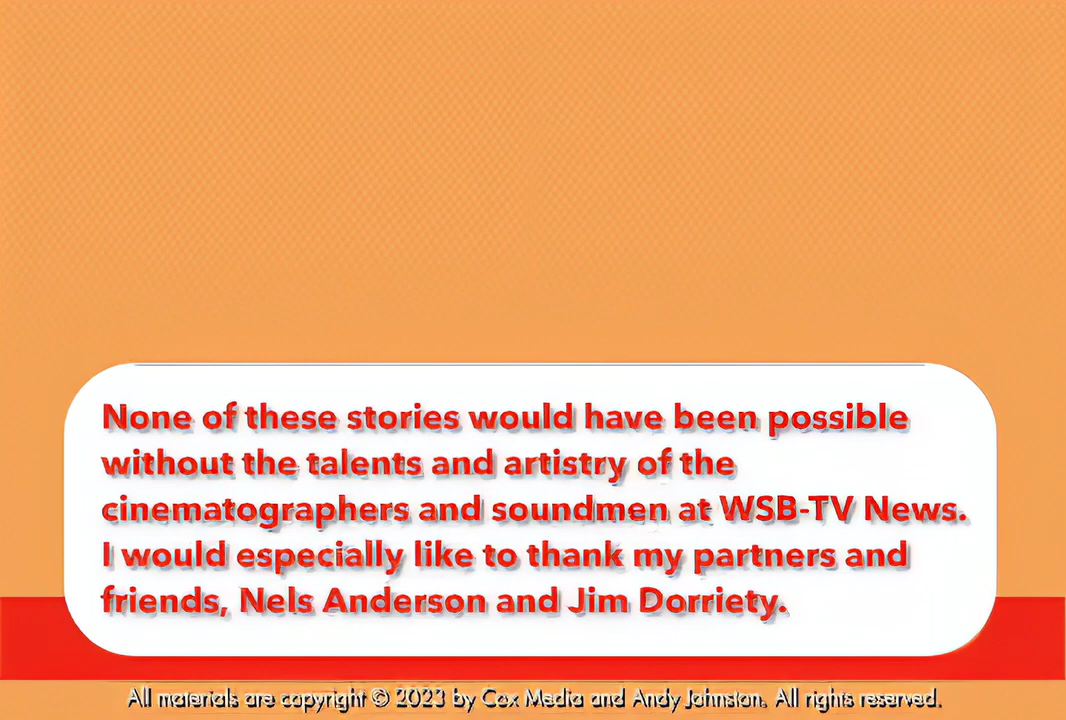 None of these stories would have been possible
without the talents and artistry of the
cinematographers and soundmen at WSB-TV News.
I would especially like to thank my partners and
friends, Nels Anderson and Jim Dorriety.
All materials are copyright © 2023 by Cox Media and Andy Johnston. All rights reserved.